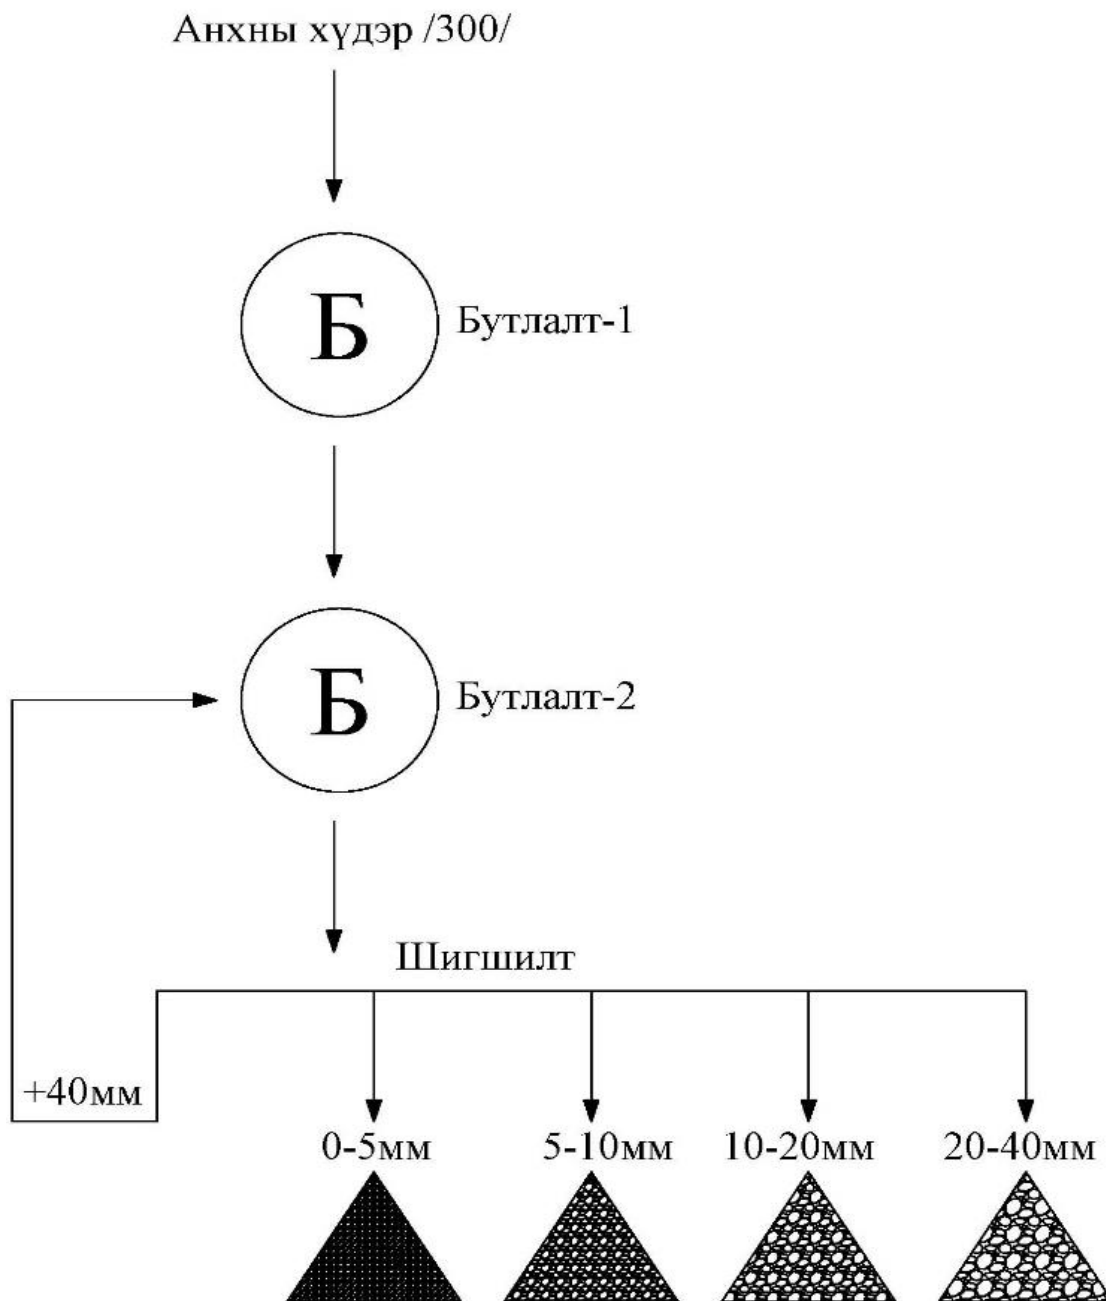 Анхны хүдэр /300/
Б
Бутлалт-1
Б
Бутлалт-2
Шигшилт
+40мм
0-5мм
5-10мм
10-20мм
20-40мм